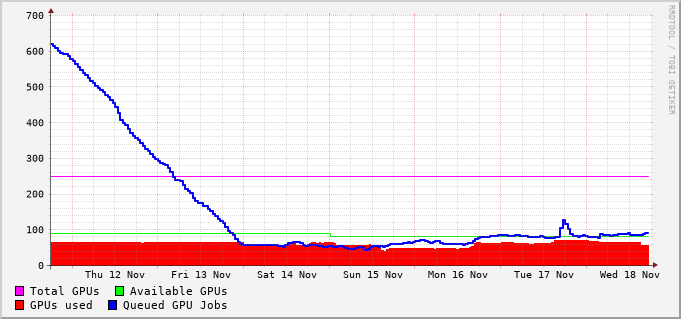 700
600
500
400
300
200
100
0
Thu 12 Nov Fri 13 Nov Sat 14 Nov Sun 15 Nov Mon 16 Nov Tue 17 Nov Wed 18 Nov
Total GPUs Available GPUs
GPUs used Queued GPU Jobs
RRDTOOL / TOBI OETIKER